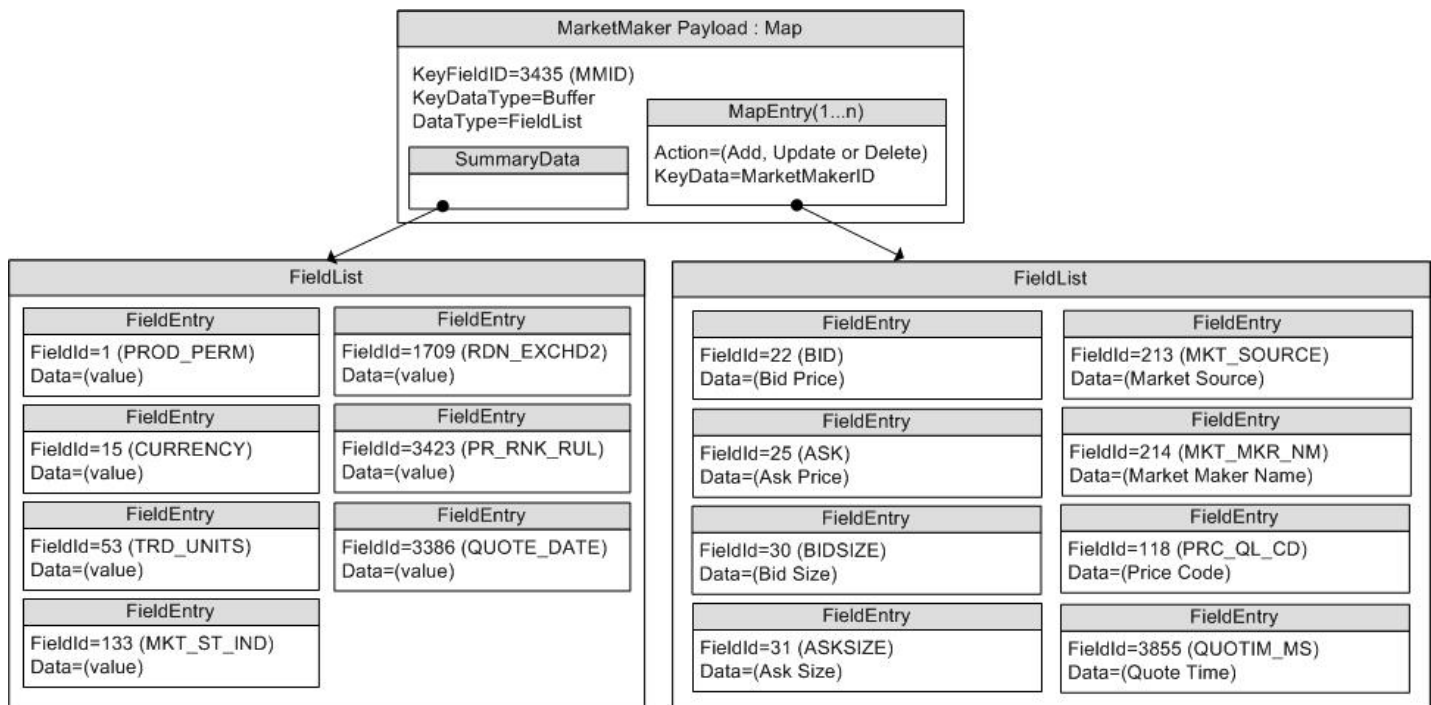 MarketMaker Payload : Map
KeyFieldID=3435 (MMID)
KeyDataType=Buffer
DataType=FieldList
SummaryData
MapEntry(1...n)
Action=(Add, Update or Delete)
KeyData=MarketMakerID
FieldList
FieldEntry
FieldId=1 (PROD_PERM)
Data=(value)
FieldEntry
FieldId=1709 (RDN_EXCHD2)
Data=(value)
FieldEntry
FieldId=15 (CURRENCY)
Data=(value)
FieldEntry
FieldId=3423 (PR_RNK_RUL)
Data=(value)
FieldEntry
FieldId=53 (TRD_UNITS)
Data=(value)
FieldEntry
FieldId=3386 (QUOTE_DATE)
Data=(value)
FieldEntry
FieldId=133 (MKT_ST_IND)
Data=(value)
FieldList
FieldEntry
FieldId=22 (BID)
Data=(Bid Price)
FieldEntry
FieldId=213 (MKT_SOURCE)
Data=(Market Source)
FieldEntry
FieldId=25 (ASK)
Data=(Ask Price)
FieldEntry
FieldId=214 (MKT_MKR_NM)
Data=(Market Maker Name)
FieldEntry
FieldId=30 (BIDSIZE)
Data=(Bid Size)
FieldEntry
FieldId=118 (PRC_QL_CD)
Data=(Price Code)
FieldEntry
FieldId=31 (ASKSIZE)
Data=(Ask Size)
FieldEntry
FieldId=3855 (QUOTIM_MS)
Data=(Quote Time)